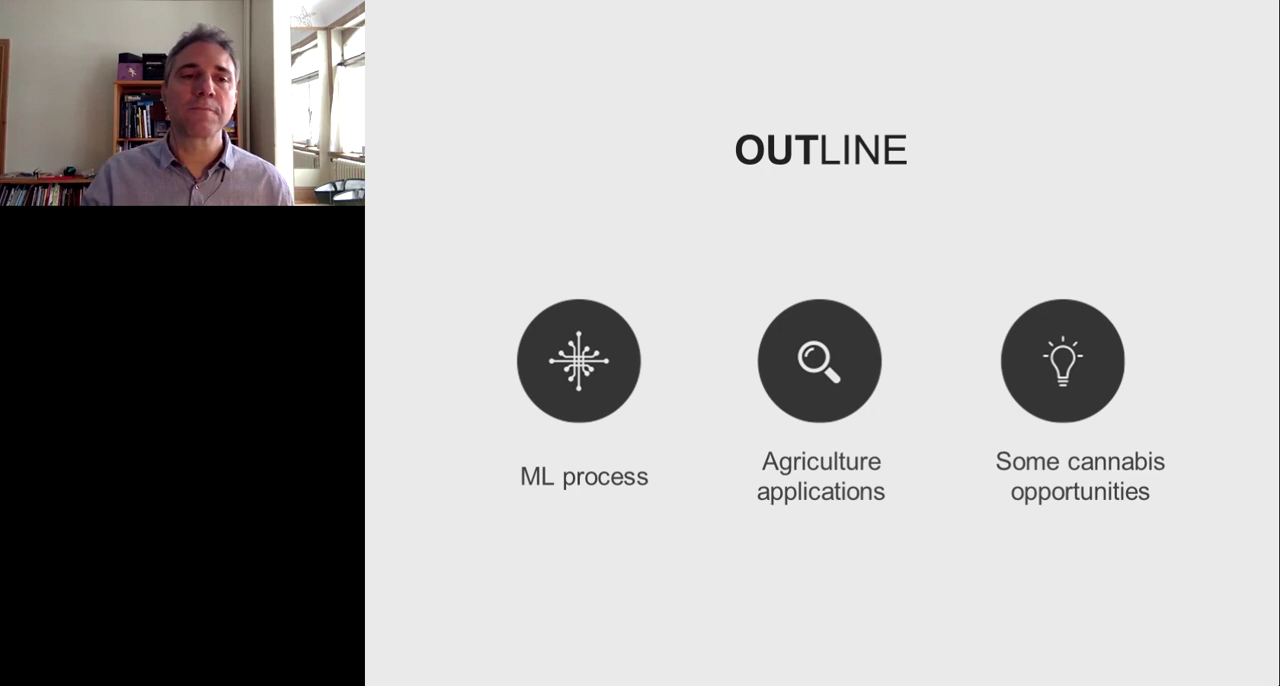 OUTLINE
ML process
Agriculture
applications
Some cannabis
opportunities